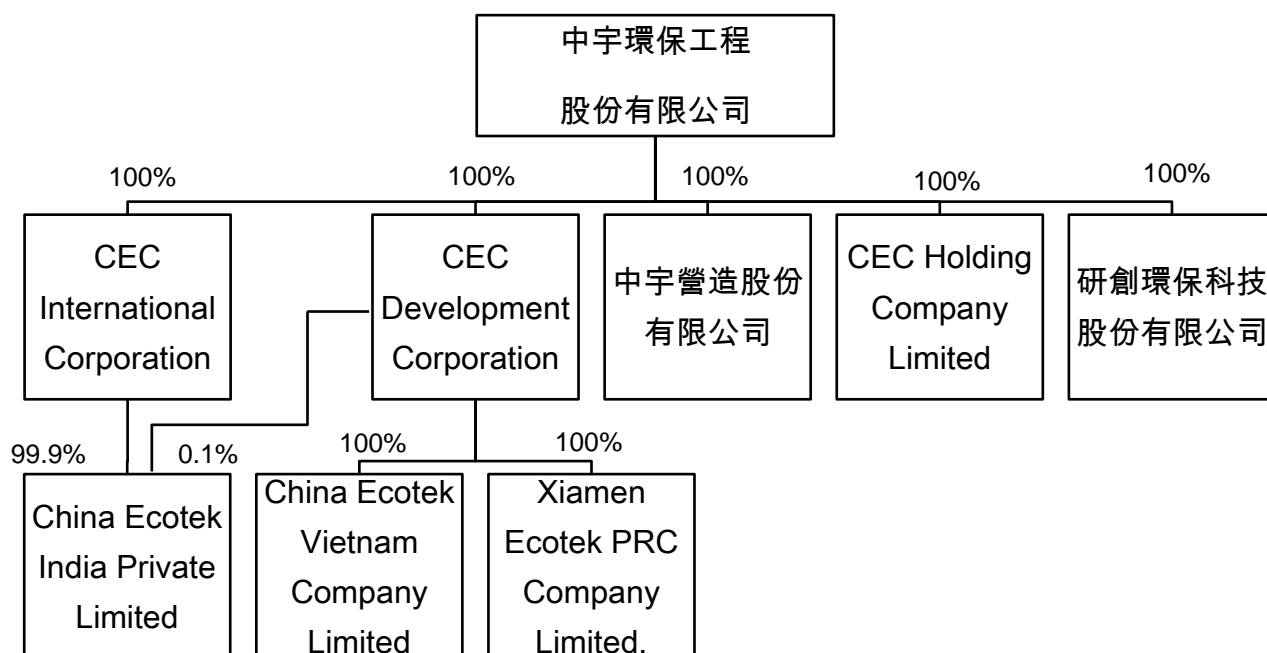 中宇環保工程
股份有限公司
100%
100%
100%
100%
100%
CEC
International
Corporation
CEC
Development
Corporation
中宇營造股份
有限公司
CEC Holding
Company
Limited
研創環保科技
股份有限公司
99.9%
0.1%
100%
100%
China Ecotek
India Private
Limited
China Ecotek
Vietnam
Company
Limited
Xiamen
Ecotek PRC
Company
Limited.